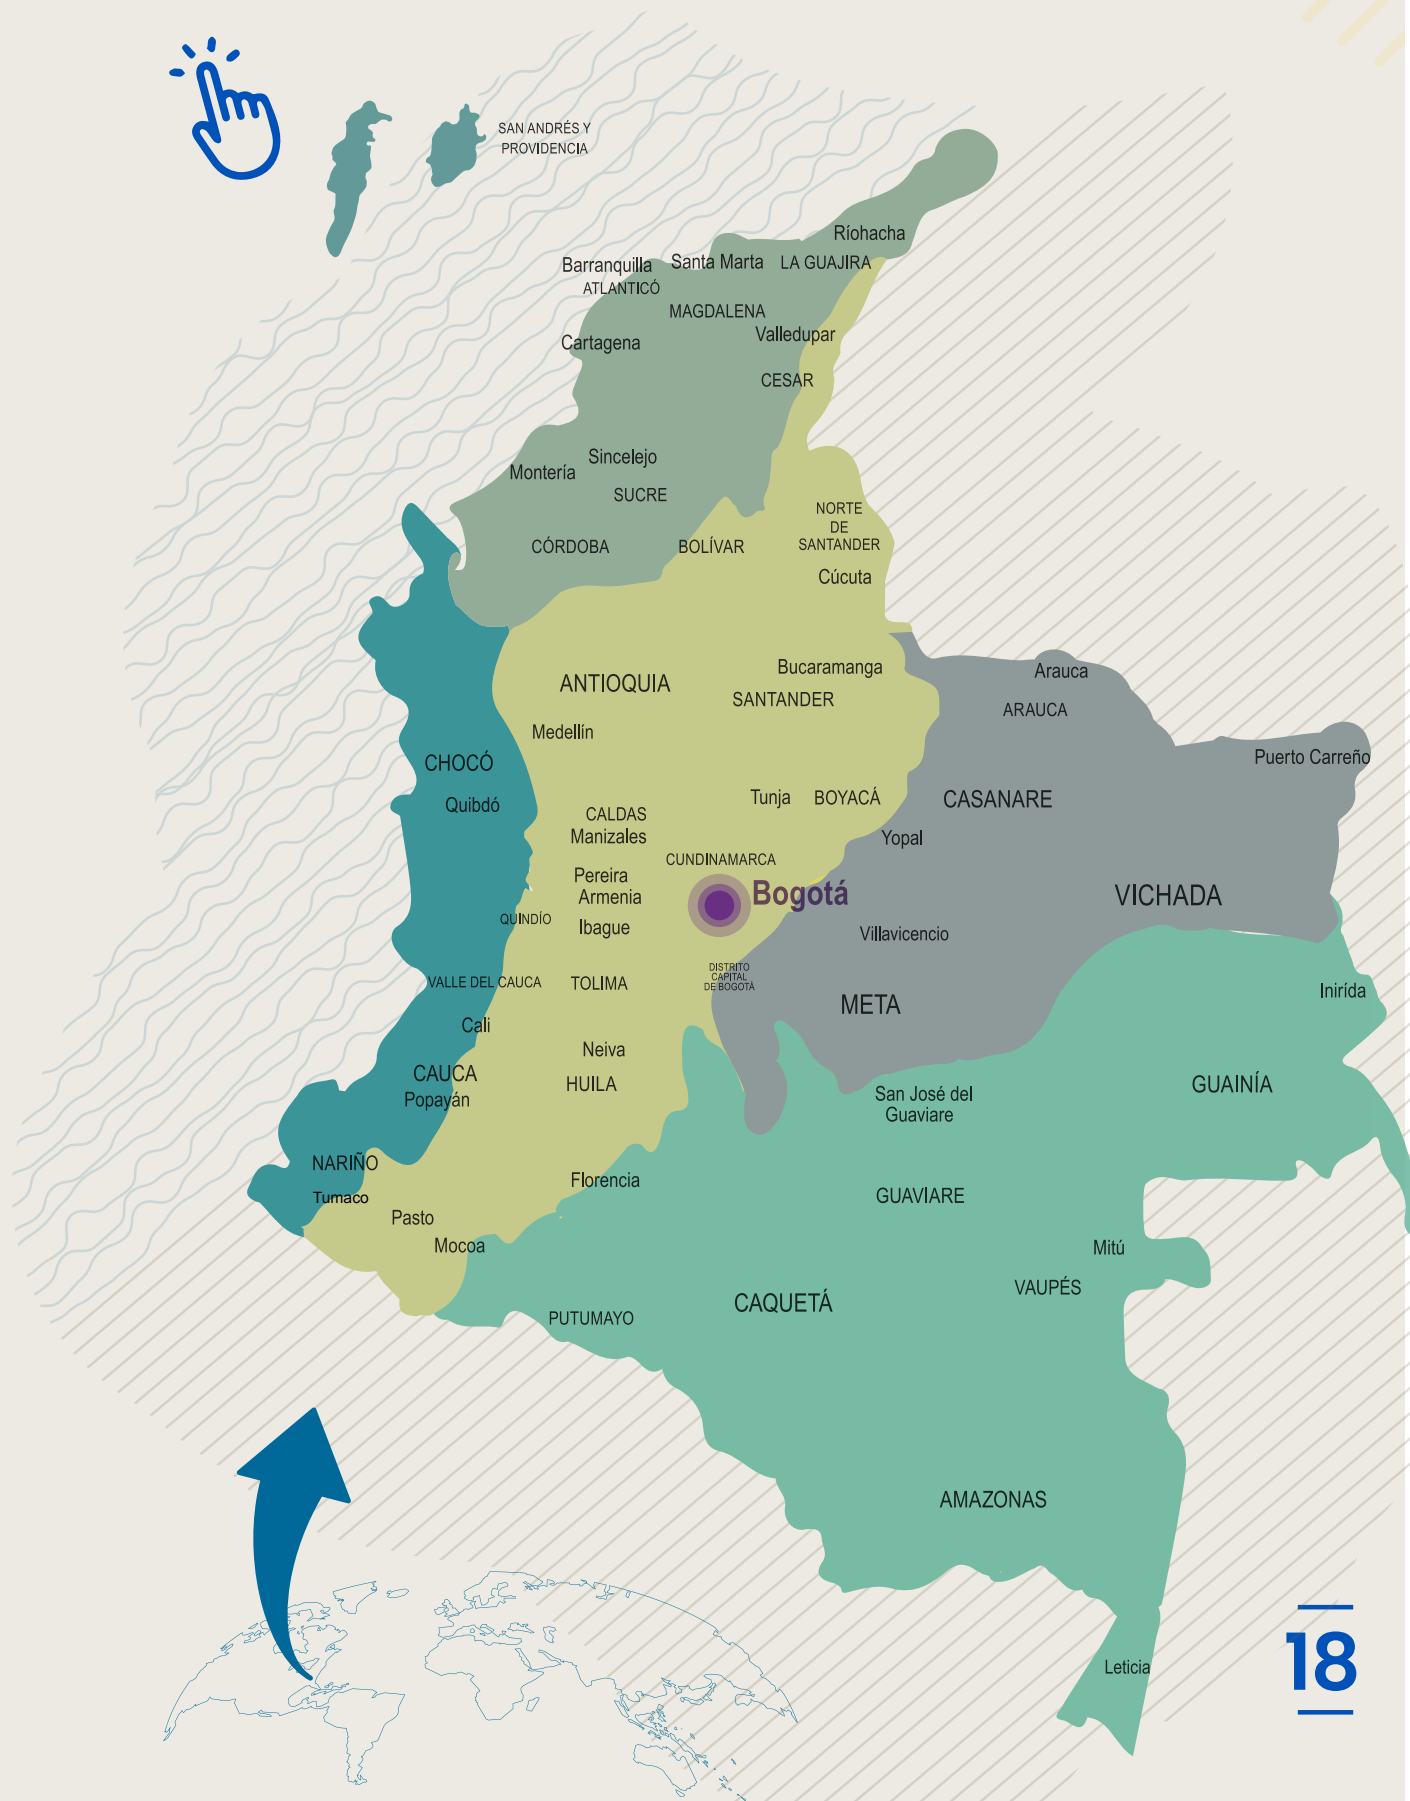 SAN ANDRÉS Y
PROVIDENCIA
Ríohacha
Barranquilla
Santa Marta
LA GUAJIRA
ATLANTICÓ
MAGDALENA
Valledupar
Cartagena
CESAR
Sincelejo
Montería
SUCRE
NORTE
DE
SANTANDER
CÓRDOBA
BOLÍVAR
Cúcuta
Bucaramanga
Arauca
ANTIOQUIA
SANTANDER
ARAUCA
Medellín
CHOCÓ
Puerto Carreño
Quibdó
Tunja
BOYACÁ
CASANARE
CALDAS
Manizales
Yopal
CUNDINAMARCA
Pereira
Bogotá
VICHADA
Armenia
QUINDÍO
Ibague
Villavicencio
DISTRITO
CAPITAL
DE BOGOTÁ
VALLE DEL CAUCA
TOLIMA
Inirída
META
Cali
Neiva
CAUCA
HUILA
GUAINÍA
Popayán
San José del
Guaviare
NARIÑO
Florencia
Tumaco
GUAVIARE
Pasto
Mocoa
Mitú
VAUPÉS
CAQUETÁ
PUTUMAYO
AMAZONAS
18
Leticia